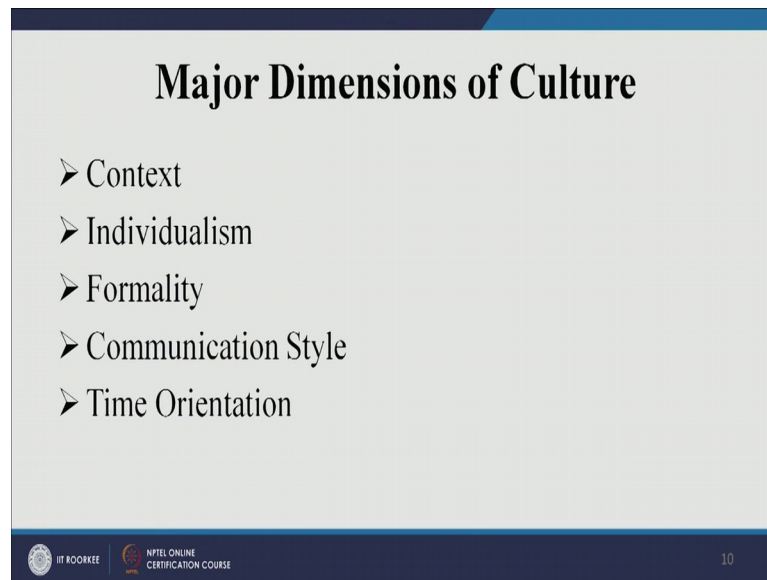 Major Dimensions of Culture
➢ Context
➢ Individualism
➢ Formality
➢ Communication Style
➢ Time Orientation
IIT ROORKEE
NPTEL ONLINE
CERTIFICATION COURSE
10